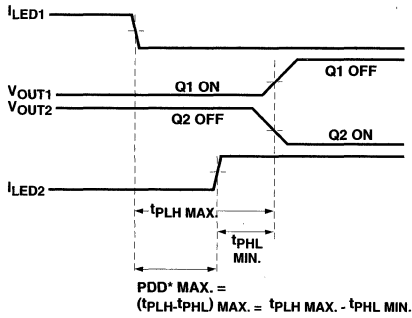 ILED1
Q1 OFF
VOUT1
Q1 ON
VOUT2
Q2 OFF
Q2 ON
ILED2
tPLH MAX.
tPHL
MIN.
PDD* MAX. =
(tPLH-tPHL) MAX. = tPLH MAX. - tPHL MIN.